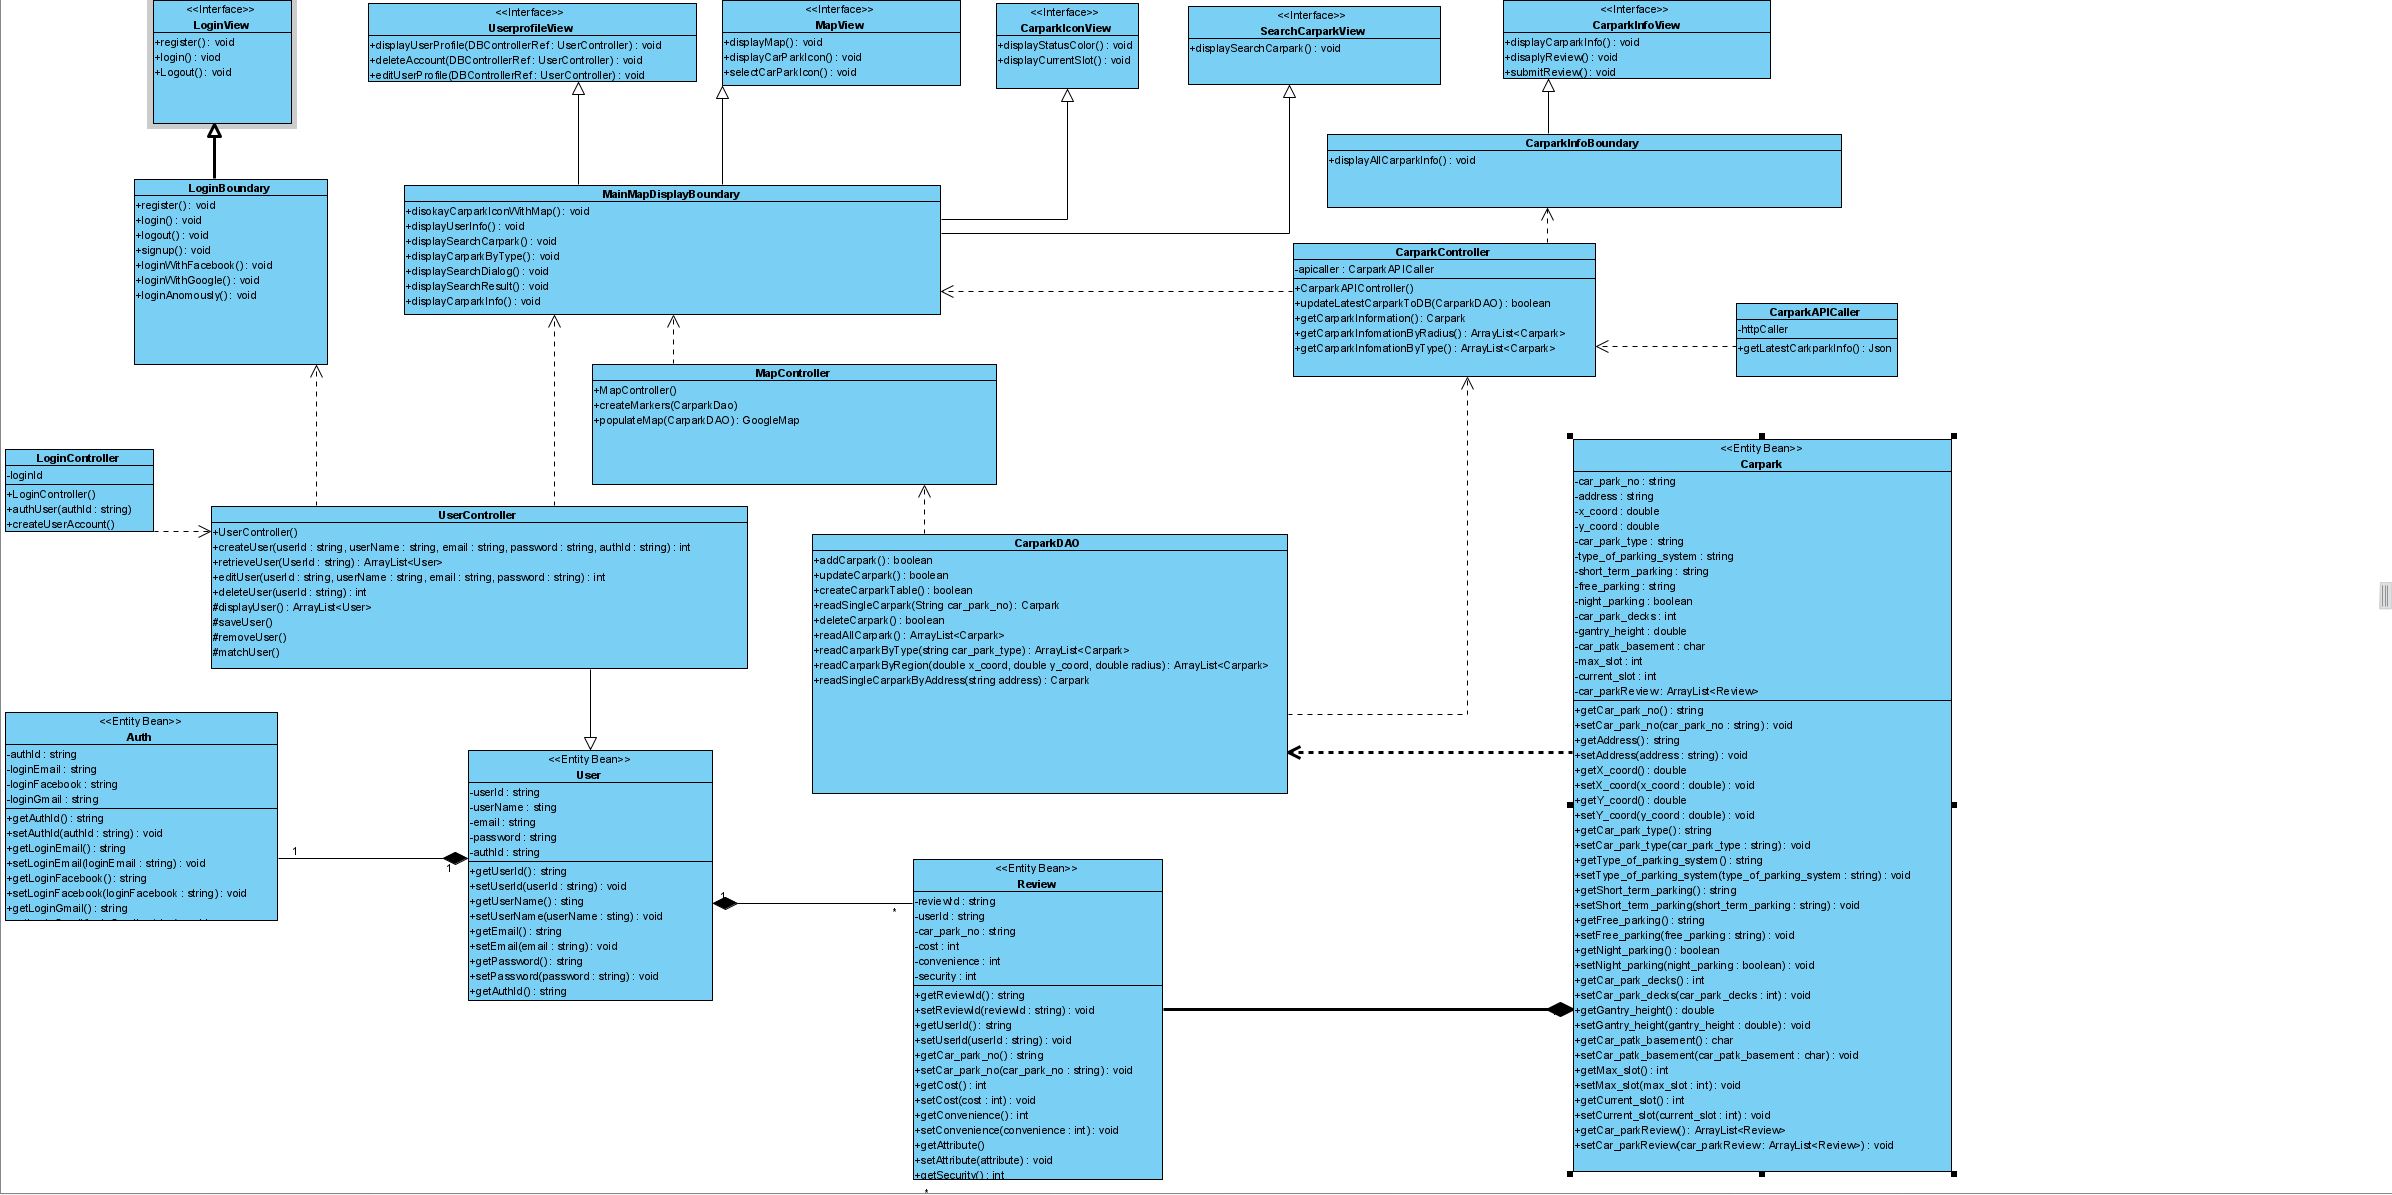 <<Interface>>
LoginView
+register() : void
+login() : viod
+Logout() : void
<<Interface>>
UserprofileView
+displayUserProfile(DBControllerRef : UserController) : void
+deleteAccount(DBControllerRef : UserController) : void
+editUserProfile(DBControllerRef : UserController) : void
<<Interface>>
MapView
+displayMap() : void
+displayCarParkIcon() : void
+selectCarParkIcon() : void
<<Interface>>
CarparkIconView
+displayStatusColor() : void
+displayCurrentSlot() : void
<<Interface>>
SearchCarparkView
+displaySearchCarpark() : void
<<Interface>>
CarparkInfoView
+displayCarparkInfo() : void
+disaplyReview() : void
+submitReview() : void
CarparkInfoBoundary
+displayAllCarparkInfo() : void
LoginBoundary
+register() : void
+login() : void
+logout() : void
+signup() : void
+loginWithFacebook() : void
+loginWithGoogle() : void
+loginAnomously() : void
MainMapDisplayBoundary
+disokayCarparkIconWithMap() : void
+displayUserInfo() : void
+displaySearchCarpark() : void
+displayCarparkByType() : void
+displaySearchDialog() : void
+displaySearchResult() : void
+displayCarparkInfo() : void
CarparkController
-apicaller : CarparkAPICaller
+CarparkAPIController()
+updateLatestCarparkToDB(CarparkDAO) : boolean
+getCarparkInformation() : Carpark
+getCarparkInfomationByRadius() : ArrayList<Carpark>
+getCarparkInfomationByType() : ArrayList<Carpark>
CarparkAPICaller
-httpCaller
+getLatestCarkparkInfo() : Json
MapController
+MapController()
+createMarkers(CarparkDao)
+populateMap(CarparkDAO) : GoogleMap
LoginController
-loginId
+LoginController()
+authUser(authId : string)
+createUserAccount()
UserController
+UserController()
+createUser(userId : string, userName : string, email : string, password : string, authId : string) : int
+retrieveUser(UserId : string) : ArrayList<User>
+editUser(userId : string, userName : string, email : string, password : string) : int
+deleteUser(userId : string) : int
#displayUser() : ArrayList<User>
#saveUser()
#removeUser()
#matchUser()
CarparkDAO
+addCarpark() : boolean
+updateCarpark() : boolean
+createCarparkTable() : boolean
+readSingleCarpark(String car_park_no) : Carpark
+deleteCarpark() : boolean
+readAllCarpark() : ArrayList<Carpark>
+readCarparkByType(string car_park_type) : ArrayList<Carpark>
+readCarparkByRegion(double x_coord, double y_coord, double radius) : ArrayList<Carpark>
+readSingleCarparkByAddress(string address) : Carpark
<<Entity Bean>>
Carpark
-car_park_no : string
-address : string
-x_coord : double
-y_coord : double
-car_park_type : string
-type_of_parking_system : string
-short_term_parking : string
-free_parking : string
-night_parking : boolean
-car_park_decks : int
-gantry_height : double
-car_patk_basement : char
-max_slot : int
-current_slot : int
-car_parkReview : ArrayList<Review>
+getCar_park_no() : string
+setCar_park_no(car_park_no : string) : void
+getAddress() : string
+setAddress(address : string) : void
+getX_coord() : double
+setX_coord(x_coord : double) : void
+getY_coord() : double
+setY_coord(y_coord : double) : void
+getCar_park_type() : string
+setCar_park_type(car_park_type : string) : void
+getType_of_parking_system() : string
+setType_of_parking_system(type_of_parking_system : string) : void
+getShort_term_parking() : string
+setShort_term_parking(short_term_parking : string) : void
+getFree_parking() : string
+setFree_parking(free_parking : string) : void
+getNight_parking() : boolean
+setNight_parking(night_parking : boolean) : void
+getCar_park_decks() : int
+setCar_park_decks(car_park_decks : int) : void
+getGantry_height() : double
+setGantry_height(gantry_height : double) : void
+getCar_patk_basement() : char
+setCar_patk_basement(car_patk_basement : char) : void
+getMax_slot() : int
+setMax_slot(max_slot : int) : void
+getCurrent_slot() : int
+setCurrent_slot(current_slot : int) : void
+getCar_parkReview() : ArrayList<Review>
+setCar_parkReview(car_parkReview : ArrayList<Review>) : void
<<Entity Bean>>
Auth
-authId : string
-loginEmail : string
-loginFacebook : string
-loginGmail : string
+getAuthId() : string
+setAuthId(authId : string) : void
+getLoginEmail() : string
+setLoginEmail(loginEmail : string) : void
+getLoginFacebook() : string
+setLoginFacebook(loginFacebook : string) : void
+getLoginGmail() : string
1
1
<<Entity Bean>>
User
-userId : string
-userName : sting
-email : string
-password : string
-authId : string
+getUserId() : string
+setUserId(userId : string) : void
+getUserName() : sting
+setUserName(userName : sting) : void
+getEmail() : string
+setEmail(email : string) : void
+getPassword() : string
+setPassword(password : string) : void
+getAuthId() : string
1
*
<<Entity Bean>>
Review
-reviewId : string
-userId : string
-car_park_no : string
-cost : int
-convenience : int
-security : int
+getReviewId() : string
+setReviewId(reviewId : string) : void
+getUserId() : string
+setUserId(userId : string) : void
+getCar_park_no() : string
+setCar_park_no(car_park_no : string) : void
+getCost() : int
+setCost(cost : int) : void
+getConvenience() : int
+setConvenience(convenience : int) : void
+getAttribute()
+setAttribute(attribute) : void
+getSecurity() : int
*